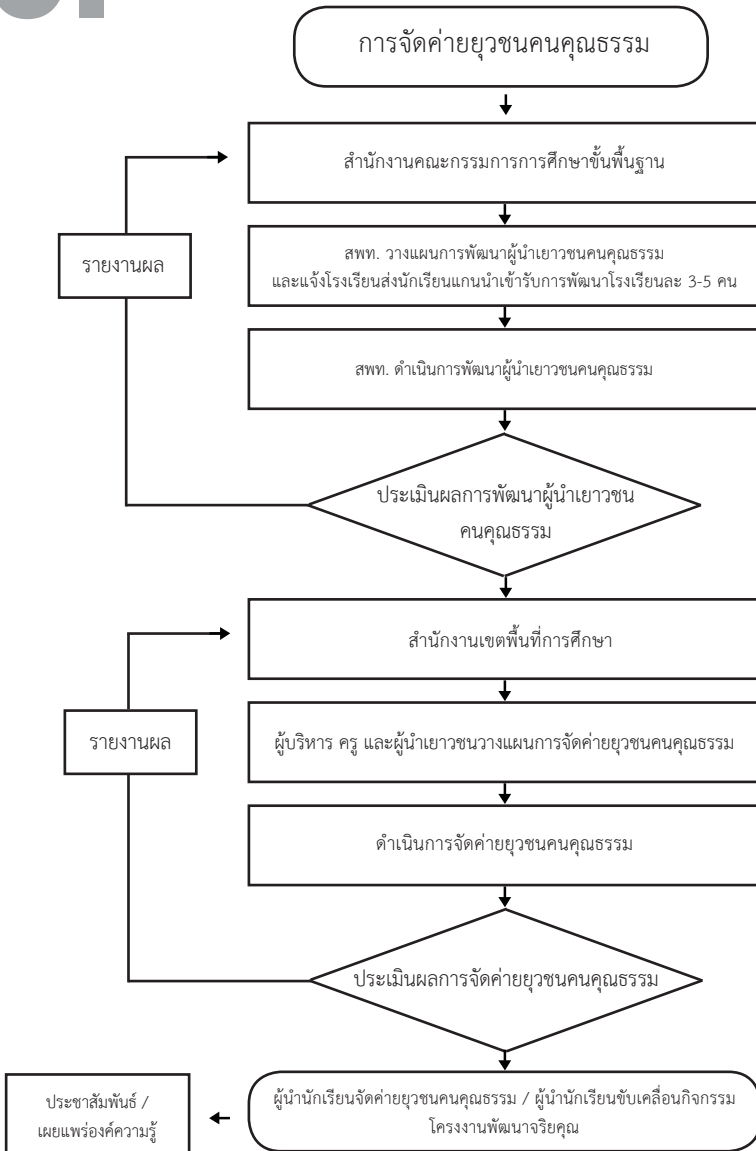 การจัดค่ายยุวชนคนคุณธรรม
สำนักงานคณะกรรมการการศึกษาขั้นพื้นฐาน
รายงานผล
สพท. วางแผนการพัฒนาผู้นำเยาวชนคนคุณธรรม
และแจ้งโรงเรียนส่งนักเรียนแกนนำเข้ารับการพัฒนาโรงเรียนละ 3-5 คน
สพท. ดำเนินการพัฒนาผู้นำเยาวชนคนคุณธรรม
ประเมินผลการพัฒนาผู้นำเยาวชน
คนคุณธรรม
สำนักงานเขตพื้นที่การศึกษา
รายงานผล
ผู้บริหาร ครู และผู้นำเยาวชนวางแผนการจัดค่ายยุวชนคนคุณธรรม
ดำเนินการจัดค่ายยุวชนคนคุณธรรม
ประเมินผลการจัดค่ายยุวชนคนคุณธรรม
ผู้นำนักเรียนจัดค่ายยุวชนคนคุณธรรม / ผู้นำนักเรียนขับเคลื่อนกิจกรรม
โครงงานพัฒนาจริยคุณ
ประชาสัมพันธ์ /
เผยแพร่องค์ความรู้